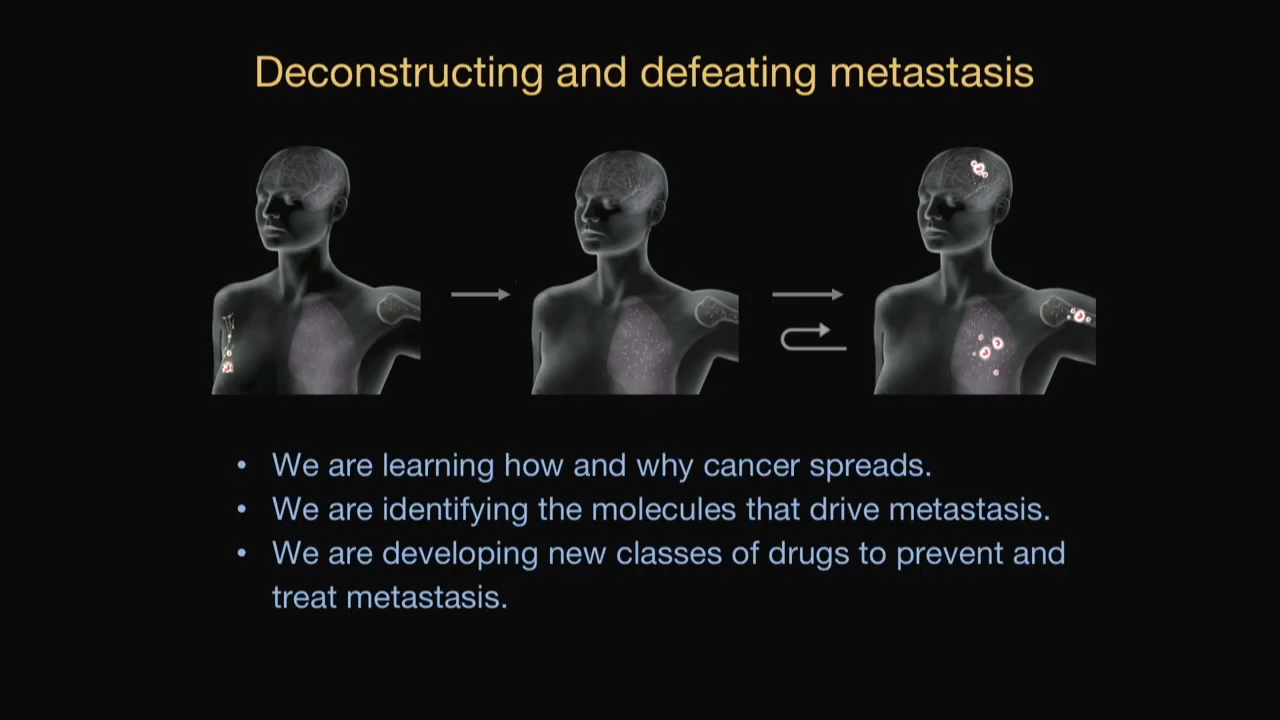 Deconstructing and defeating metastasis
• We are learning how and why cancer spreads.
• We are identifying the molecules that drive metastasis.
• We are developing new classes of drugs to prevent and
treat metastasis.